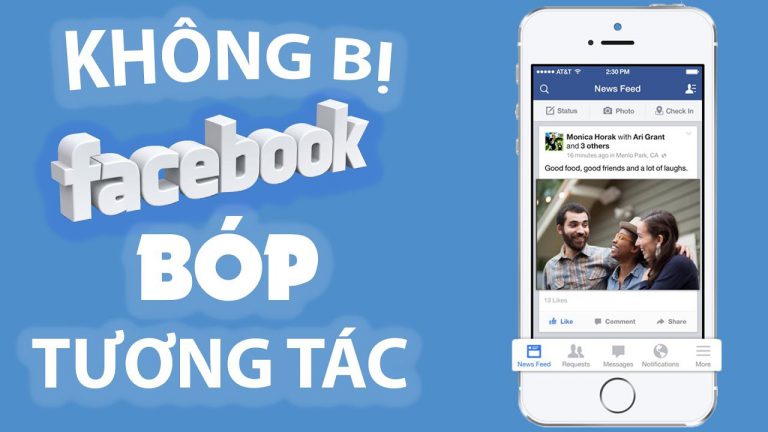 KHÔNG BỊ
facebook
BÓP
TƯƠNG TÁC
AT&T 2:30 PM
News Feed
Status Photo Check In
Monica Horak with Ari Grant
and 3 others
16 minutes ago in Menlo Park, CA
Good food, good friends and a lot of laughs.
13 Likes
Like Comment Share
News Feed Requests Messages Notifications More